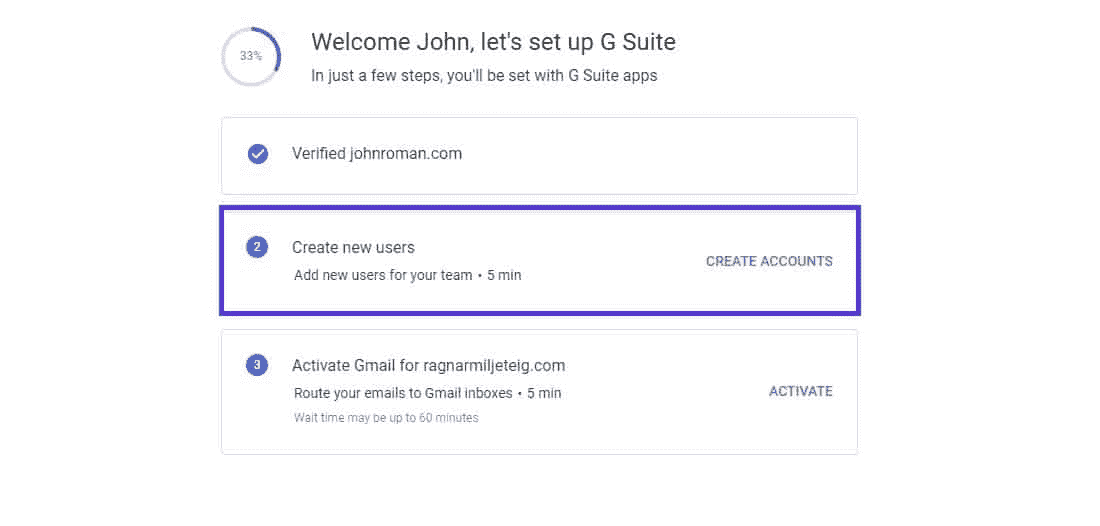 33%
Welcome John, let's set up G Suite
In just a few steps, you'll be set with G Suite apps
Verified johnroman.com
2
Create new users
Add new users for your team • 5 min
CREATE ACCOUNTS
3
Activate Gmail for ragnarmiljeteig.com
Route your emails to Gmail inboxes • 5 min
Wait time may be up to 60 minutes
ACTIVATE